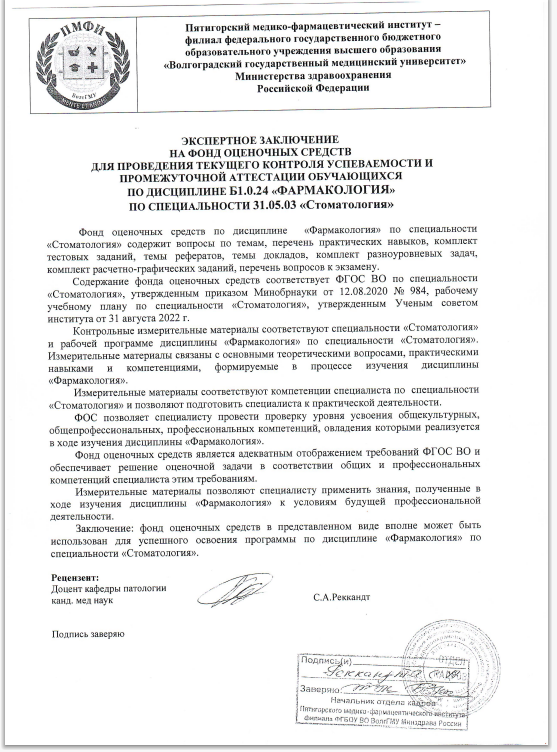 ПМФИ
ВолгГМУ
Пятигорский медико-фармацевтический институт –
филиал федерального государственного бюджетного
образовательного учреждения высшего образования
«Волгоградский государственный медицинский университет»
Министерства здравоохранения
Российской Федерации
ЭКСПЕРТНОЕ ЗАКЛЮЧЕНИЕ
НА ФОНД ОЦЕНОЧНЫХ СРЕДСТВ
ДЛЯ ПРОВЕДЕНИЯ ТЕКУЩЕГО КОНТРОЛЯ УСПЕВАЕМОСТИ И
ПРОМЕЖУТОЧНОЙ АТТЕСТАЦИИ ОБУЧАЮЩИХСЯ
ПО ДИСЦИПЛИНЕ Б1.0.24 «ФАРМАКОЛОГИЯ»
ПО СПЕЦИАЛЬНОСТИ 31.05.03 «Стоматология»
Фонд оценочных средств по дисциплине «Фармакология» по специальности
«Стоматология» содержит вопросы по темам, перечень практических навыков, комплект
тестовых заданий, темы рефератов, темы докладов, комплект разноуровневых задач,
комплект расчетно-графических заданий, перечень вопросов к экзамену.
Содержание фонда оценочных средств соответствует ФГОС ВО по специальности
«Стоматология», утвержденным приказом Минобрнауки от 12.08.2020 № 984, рабочему
учебному плану по специальности «Стоматология», утвержденным Ученым советом
института от 31 августа 2022 г.
Контрольные измерительные материалы соответствуют специальности «Стоматология»
и рабочей программе дисциплины «Фармакология» по специальности «Стоматология».
Измерительные материалы связаны с основными теоретическими вопросами, практическими
навыками и компетенциями, формируемые в процессе изучения дисциплины
«Фармакология».
Измерительные материалы соответствуют компетенции специалиста по специальности
«Стоматология» и позволяют подготовить специалиста к практической деятельности.
ФОС позволяет специалисту провести проверку уровня усвоения общекультурных,
общепрофессиональных, профессиональных компетенций, овладения которыми реализуется
в ходе изучения дисциплины «Фармакология».
Фонд оценочных средств является адекватным отображением требований ФГОС ВО и
обеспечивает решение оценочной задачи в соответствии общих и профессиональных
компетенций специалиста этим требованиям.
Измерительные материалы позволяют специалисту применить знания, полученные в
ходе изучения дисциплины «Фармакология» к условиям будущей профессиональной
деятельности.
Заключение: фонд оценочных средств в представленном виде вполне может быть
использован для успешного освоения программы по дисциплине «Фармакология» по
специальности «Стоматология».
Рецензент:
Доцент кафедры патологии
канд. мед наук
С.А.Реккандт
Подпись заверяю
ОТДЕЛ
КАДРОВ
Подпись(и)
Реккандта С.А.
Заверяю:
Начальник отдела кадров
Пятигорского медико-фармацевтического института
филиала ФГБОУ ВО ВолгГМУ Минздрава России